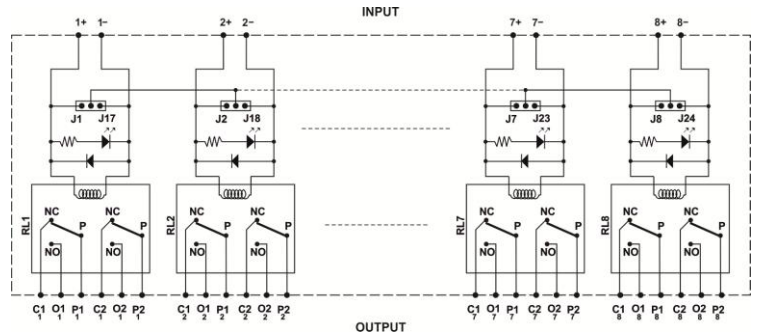 INPUT
1+ 1– 2+ 2– 7+ 7– 8+ 8–
J1 J17 J2 J18 J7 J23 J8 J24
RL1 NC P NO NC P NO RL2 NC P NO NC P NO RL7 NC P NO NC P NO RL8 NC P NO NC P NO
C1 O1 P1 C2 O2 P2 C1 O1 P1 C2 O2 P2 C1 O1 P1 C2 O2 P2 C1 O1 P1 C2 O2 P2
1 1 1 1 1 1 2 2 2 2 2 2 7 7 7 7 7 7 8 8 8 8 8 8
OUTPUT